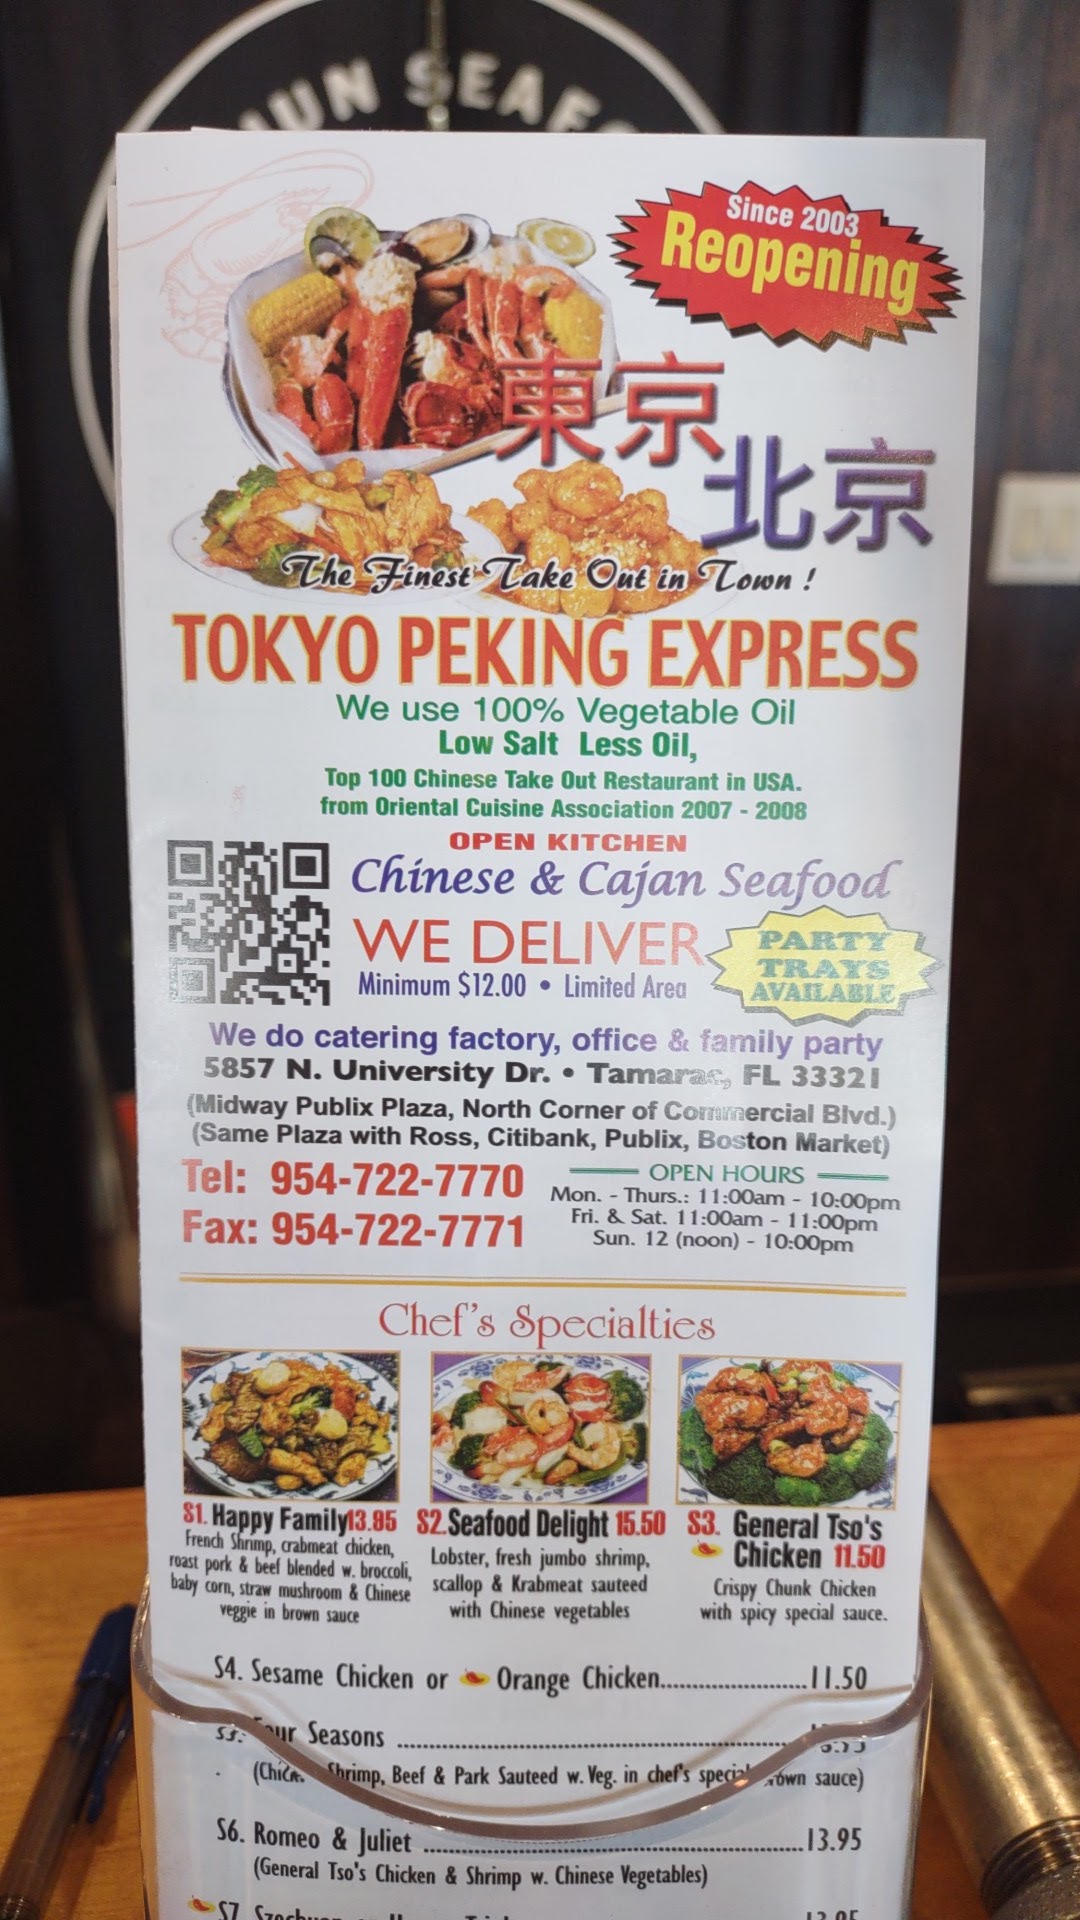 UN SEAF
Since 2003
Reopening
東京
北京
The Finest Take Out in Town !
TOKYO PEKING EXPRESS
We use 100% Vegetable Oil
Low Salt Less Oil,
Top 100 Chinese Take Out Restaurant in USA.
from Oriental Cuisine Association 2007 - 2008
OPEN KITCHEN
Chinese & Cajan Seafood
WE DELIVER
Minimum $12.00 • Limited Area
PARTY
TRAYS
AVAILABLE
We do catering factory, office & family party
5857 N. University Dr. • Tamarac, FL 33321
(Midway Publix Plaza, North Corner of Commercial Blvd.)
(Same Plaza with Ross, Citibank, Publix, Boston Market)
Tel: 954-722-7770
Fax: 954-722-7771
OPEN HOURS
Mon. - Thurs.: 11:00am - 10:00pm
Fri. & Sat. 11:00am - 11:00pm
Sun. 12 (noon) - 10:00pm
Chef's Specialties
S1. Happy Family 13.95
French Shrimp, crabmeat chicken,
roast pork & beef blended w. broccoli,
baby corn, straw mushroom & Chinese
veggie in brown sauce
S2. Seafood Delight 15.50
Lobster, fresh jumbo shrimp,
scallop & Krabmeat sauteed
with Chinese vegetables
S3. General Tso's
Chicken 11.50
Crispy Chunk Chicken
with spicy special sauce.
S4. Sesame Chicken or Orange Chicken.......................11.50
Four Seasons
(Chick. Shrimp, Beef & Park Sauteed w. Veg. in chef's special brown sauce)
S6. Romeo & Juliet .......................13.95
(General Tso's Chicken & Shrimp w. Chinese Vegetables)
S7.